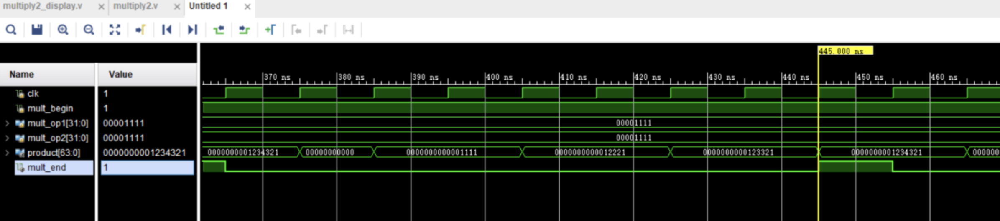 multiply2_display.v multiply2.v Untitled 1
445.000 ns
Name Value 370 ns 380 ns 390 ns 400 ns 410 ns 420 ns 430 ns 440 ns 450 ns 460 ns
clk 1
mult_begin 1
mult_op1[31:0] 00001111 00001111
mult_op2[31:0] 00001111 00001111
product[63:0] 0000000001234321 0000000001234321 00000000000 0000000000001111 0000000000012221 0000000000123321 0000000001234321 000000
mult_end 1